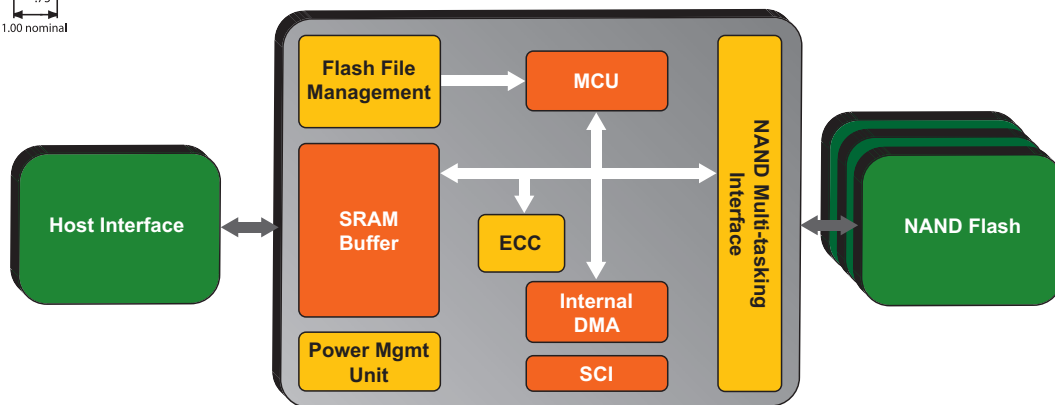 1.00 nominal
Flash File
Management
MCU
NAND Multi-tasking
Interface
Host Interface
SRAM
Buffer
ECC
NAND Flash
Internal
DMA
Power Mgmt
Unit
SCI